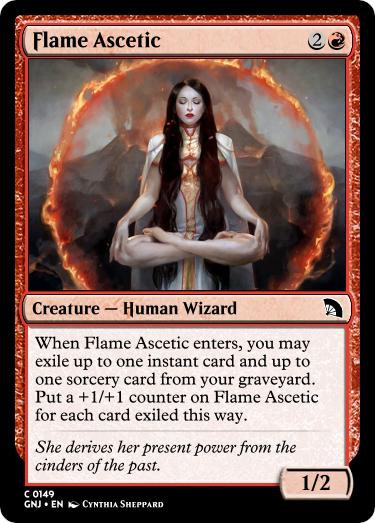 Flame Ascetic 2
Creature — Human Wizard
When Flame Ascetic enters, you may
exile up to one instant card and up to
one sorcery card from your graveyard.
Put a +1/+1 counter on Flame Ascetic
for each card exiled this way.
She derives her present power from the
cinders of the past.
1/2
C 0149
GNJ • EN Cynthia Sheppard